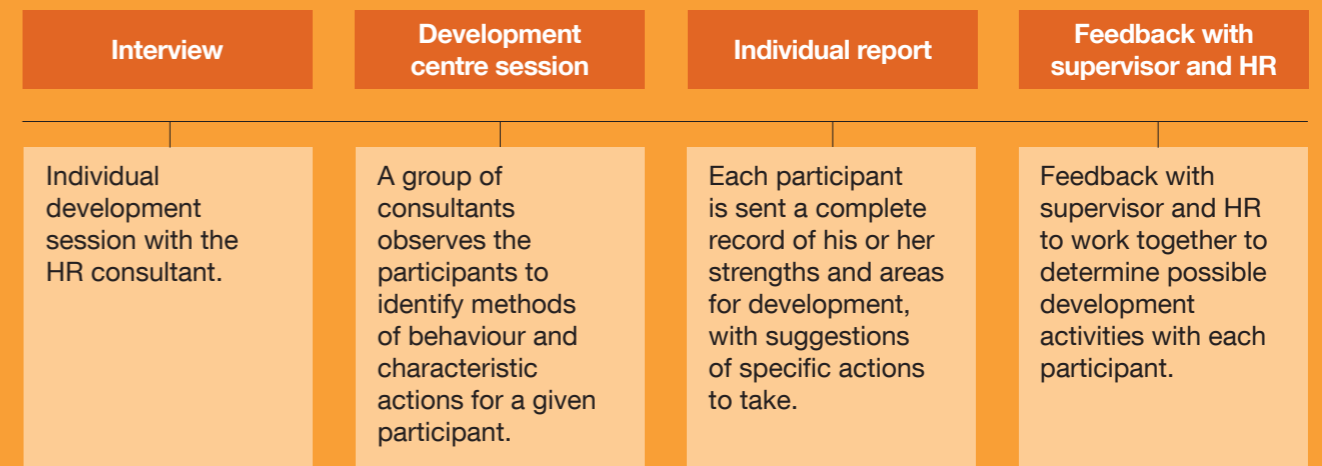 Interview
Development
centre session
Individual report
Feedback with
supervisor and HR
Individual
development
session with the
HR consultant.
A group of
consultants
observes the
participants to
identify methods
of behaviour and
characteristic
actions for a given
participant.
Each participant
is sent a complete
record of his or her
strengths and areas
for development,
with suggestions
of specific actions
to take.
Feedback with
supervisor and HR
to work together to
determine possible
development
activities with each
participant.